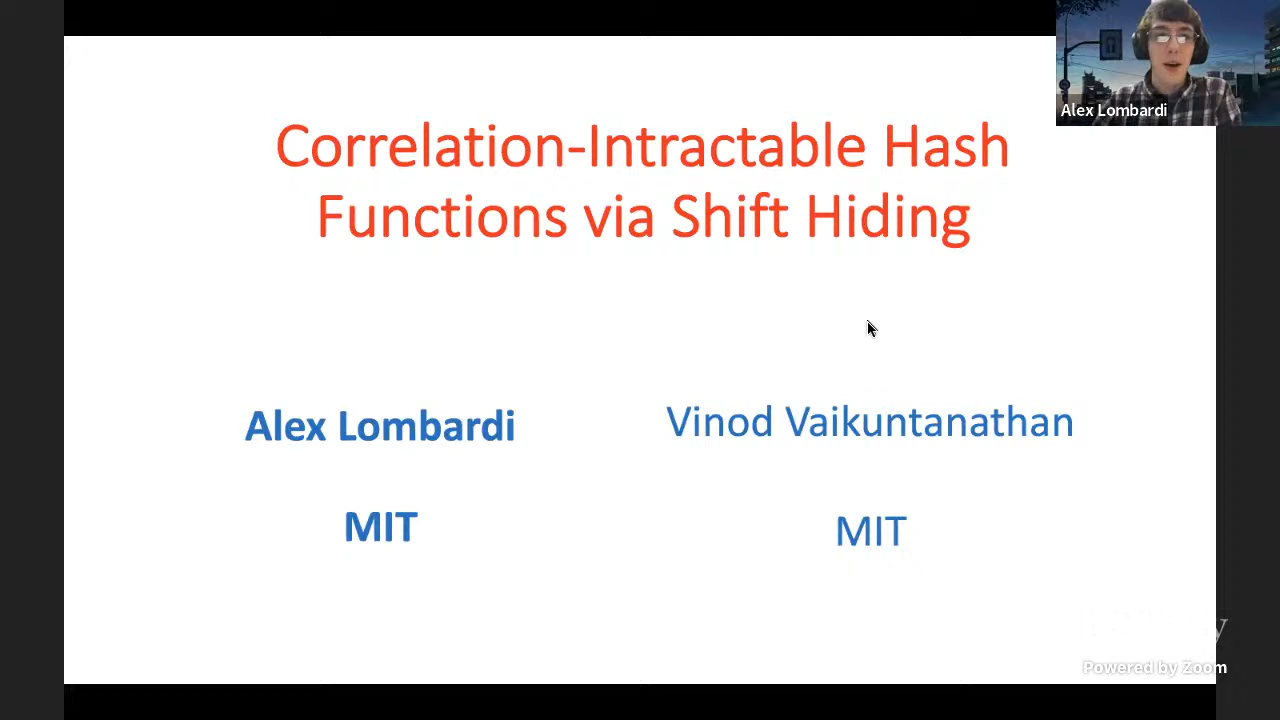 Alex Lombardi
Correlation-Intractable Hash
Functions via Shift Hiding
Alex Lombardi
Vinod Vaikuntanathan
MIT
MIT
Powered by Zoom